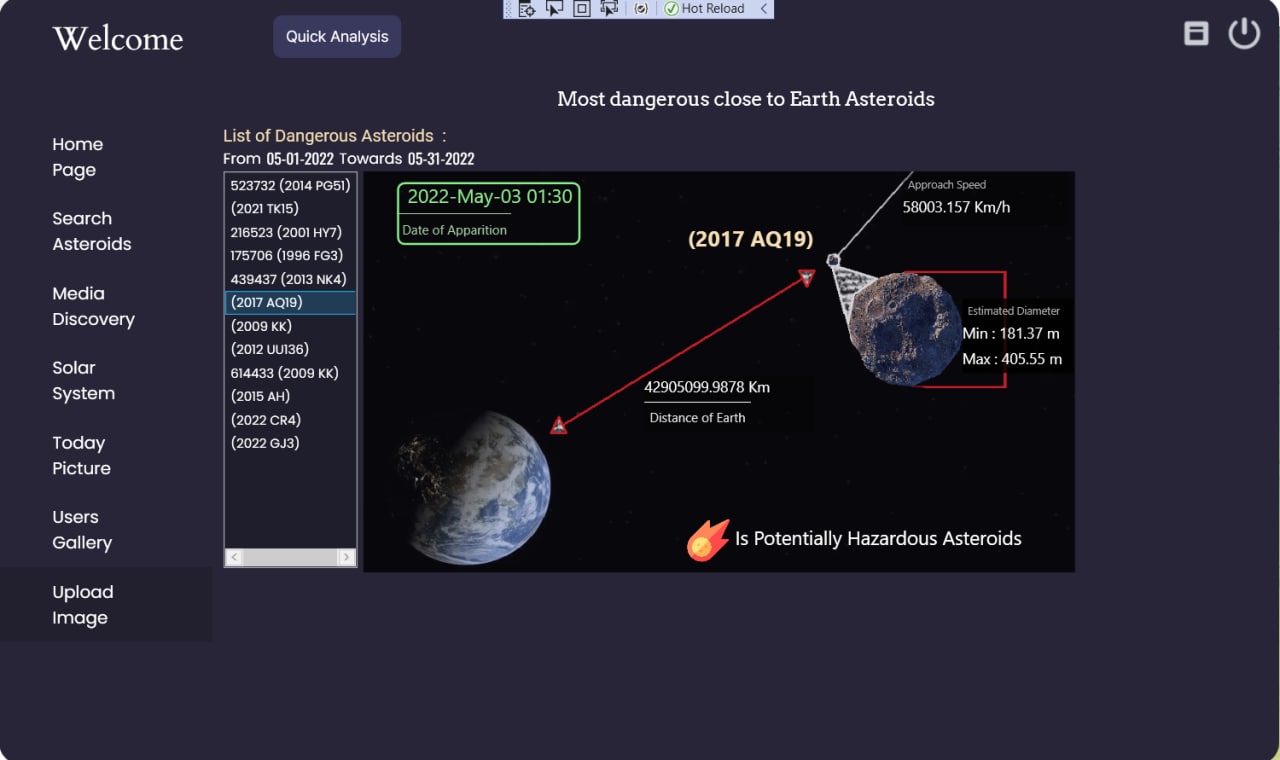 Hot Reload
Welcome
Quick Analysis
Most dangerous close to Earth Asteroids
Home
Page
Search
Asteroids
Media
Discovery
Solar
System
Today
Picture
Users
Gallery
Upload
Image
List of Dangerous Asteroids :
From 05-01-2022 Towards 05-31-2022
523732 (2014 PG51)
(2021 TK15)
216523 (2001 HY7)
175706 (1996 FG3)
439437 (2013 NK4)
(2017 AQ19)
(2009 KK)
(2012 UU136)
614433 (2009 KK)
(2015 AH)
(2022 CR4)
(2022 GJ3)
2022-May-03 01:30
Date of Apparition
Approach Speed
58003.157 Km/h
(2017 AQ19)
Estimated Diameter
Min : 181.37 m
Max : 405.55 m
42905099.9878 Km
Distance of Earth
Is Potentially Hazardous Asteroids